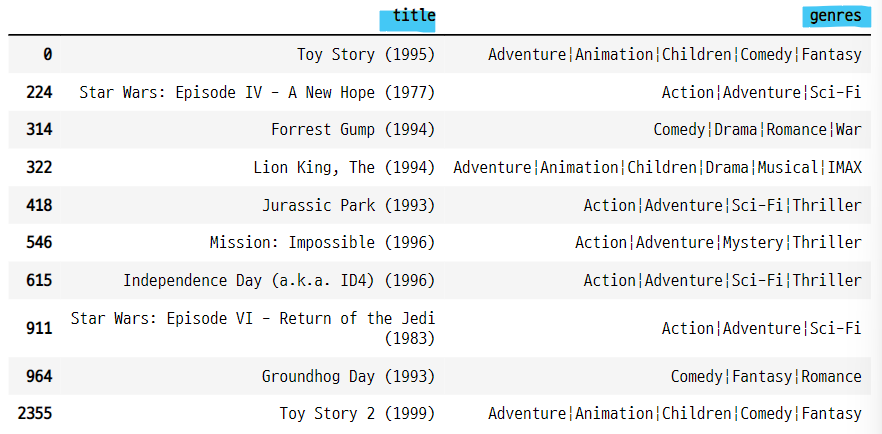 title genres
0 Toy Story (1995) Adventure|Animation|Children|Comedy|Fantasy
224 Star Wars: Episode IV - A New Hope (1977) Action|Adventure|Sci-Fi
314 Forrest Gump (1994) Comedy|Drama|Romance|War
322 Lion King, The (1994) Adventure|Animation|Children|Drama|Musical|IMAX
418 Jurassic Park (1993) Action|Adventure|Sci-Fi|Thriller
546 Mission: Impossible (1996) Action|Adventure|Mystery|Thriller
615 Independence Day (a.k.a. ID4) (1996) Action|Adventure|Sci-Fi|Thriller
911 Star Wars: Episode VI - Return of the Jedi
(1983) Action|Adventure|Sci-Fi
964 Groundhog Day (1993) Comedy|Fantasy|Romance
2355 Toy Story 2 (1999) Adventure|Animation|Children|Comedy|Fantasy